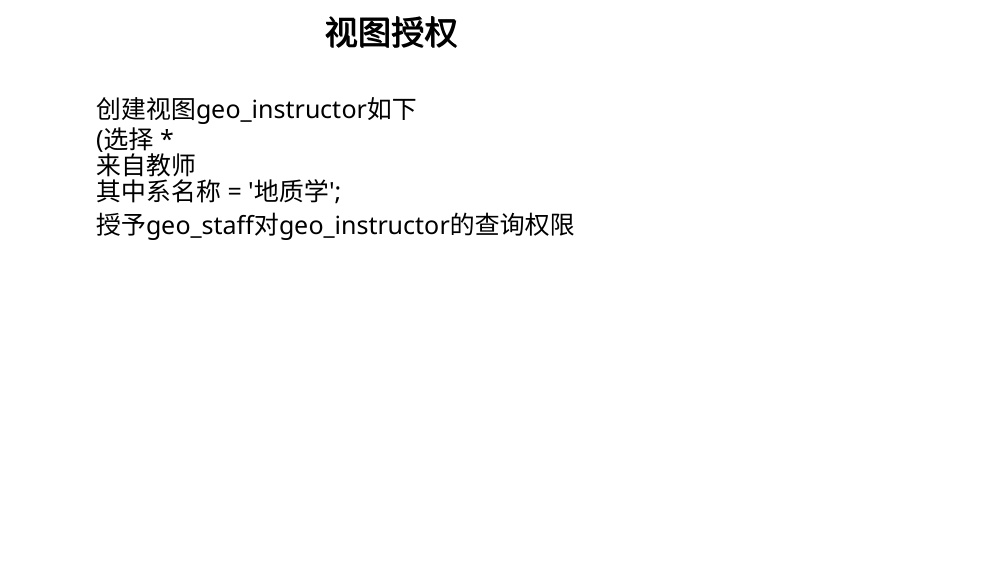 视图授权
创建视图geo_instructor如下
(选择 *
来自教师
其中系名称 = '地质学';
授予geo_staff对geo_instructor的查询权限